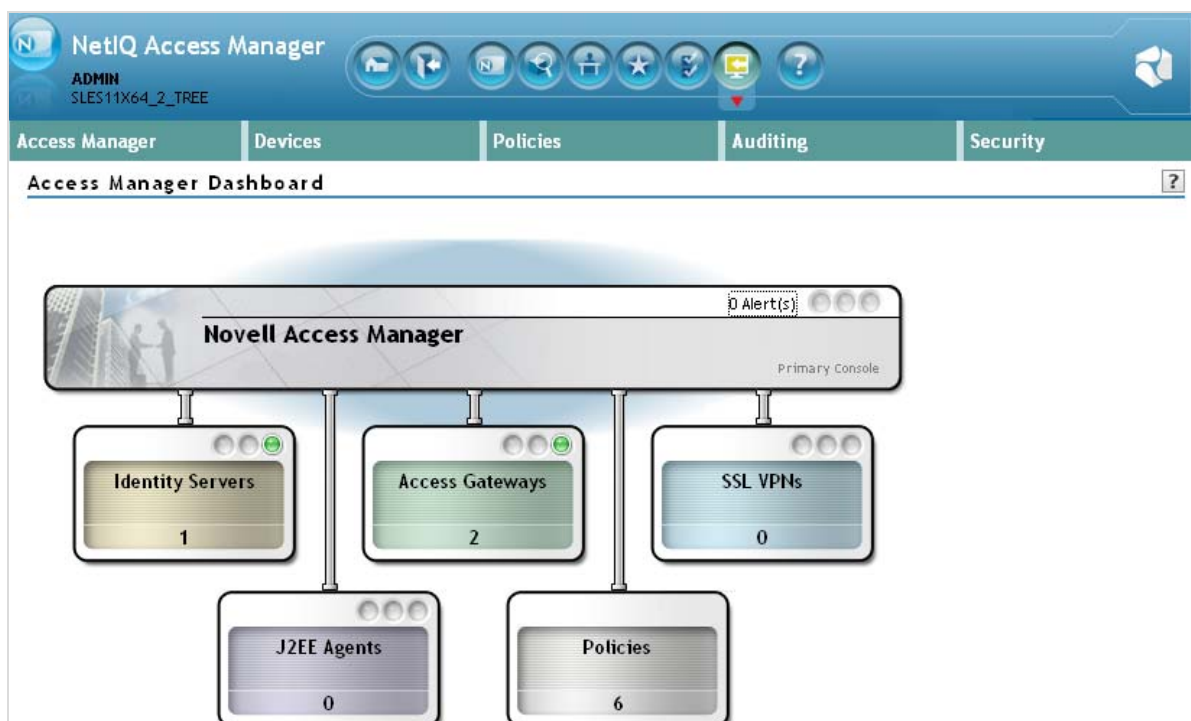 N
NetIQ Access Manager
ADMIN
SLES11X64_2_TREE
N
?
Access Manager
Devices
Policies
Auditing
Security
Access Manager Dashboard
?
0 Alert(s)
Novell Access Manager
Primary Console
Identity Servers
1
Access Gateways
2
SSL VPNs
0
J2EE Agents
0
Policies
6